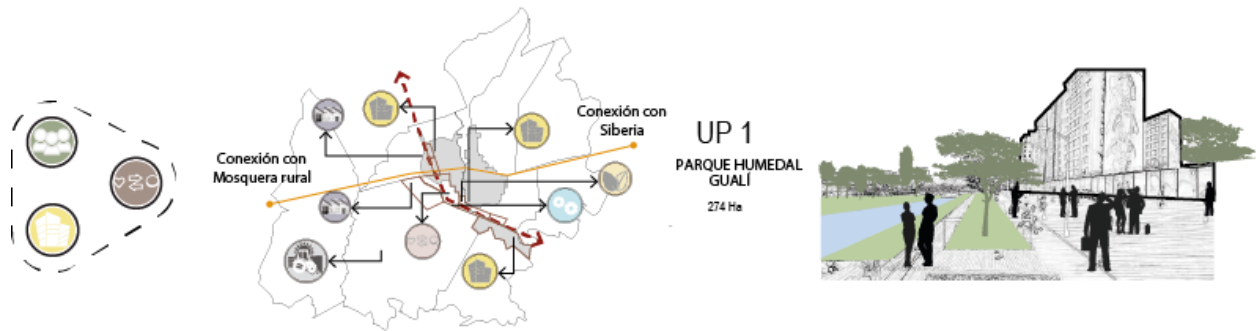 Conexión con
Mosquera rural
Conexión con
Siberia
UP 1
PARQUE HUMEDAL
GUALÍ
274 Ha